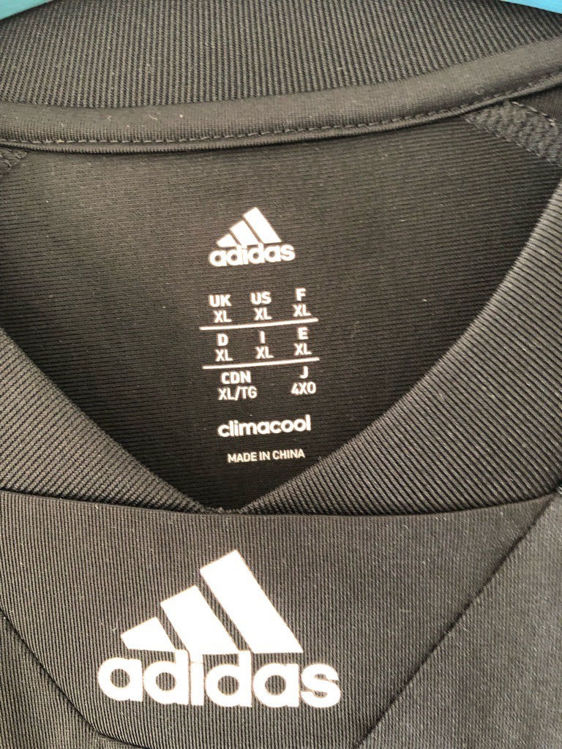 adidas
UK US F
XL XL XL
D I E
XL XL XL
CDN J
XL/TG 4XO
climacool
MADE IN CHINA
adidas